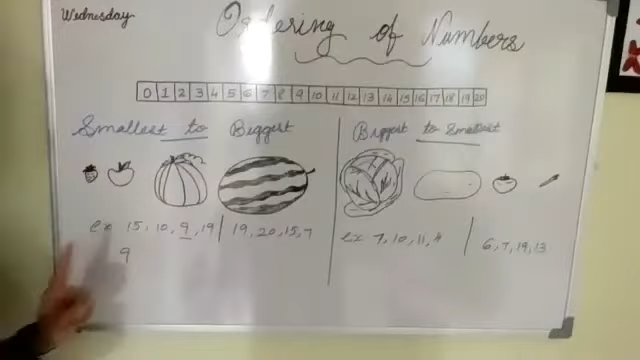 Wednesday
Ordering of Numbers
0 1 2 3 4 5 6 7 8 9 10 11 12 13 14 15 16 17 18 19 20
Smallest to Biggest
Biggest to Smallest
ex 15, 10, 9, 19 | 19, 20, 15, 7
9
ex 7, 10, 11, 4 | 6, 7, 19, 13